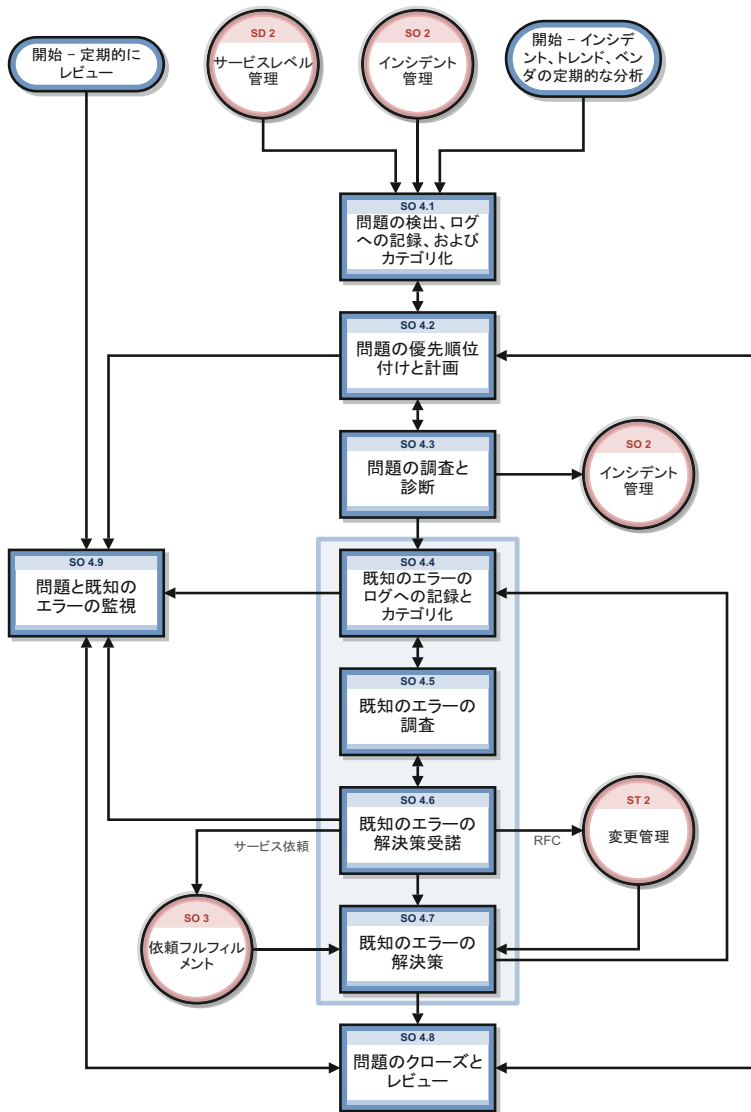 開始 – 定期的に
レビュー
SD 2
サービスレベル
管理
SO 2
インシデント
管理
開始 – インシデ
ント、トレンド、ベン
ダの定期的な分析
SO 4.1
問題の検出、ログ
への記録、および
カテゴリ化
SO 4.2
問題の優先順位
付けと計画
SO 4.3
問題の調査と
診断
SO 2
インシデント
管理
SO 4.9
問題と既知の
エラーの監視
SO 4.4
既知のエラーの
ログへの記録と
カテゴリ化
SO 4.5
既知のエラーの
調査
SO 4.6
既知のエラーの
解決策受諾
サービス依頼
RFC
ST 2
変更管理
SO 3
依頼フルフィル
メント
SO 4.7
既知のエラーの
解決策
SO 4.8
問題のクローズと
レビュー